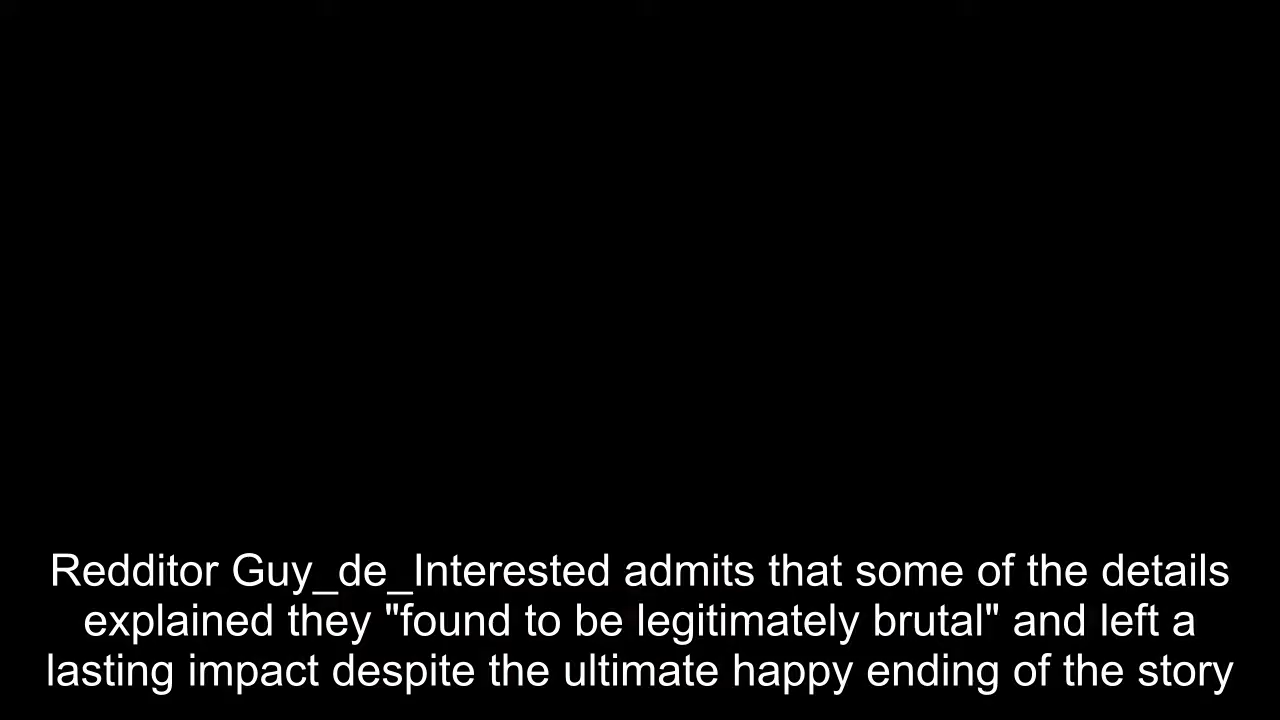 Redditor Guy_de_Interested admits that some of the details
explained they "found to be legitimately brutal" and left a
lasting impact despite the ultimate happy ending of the story